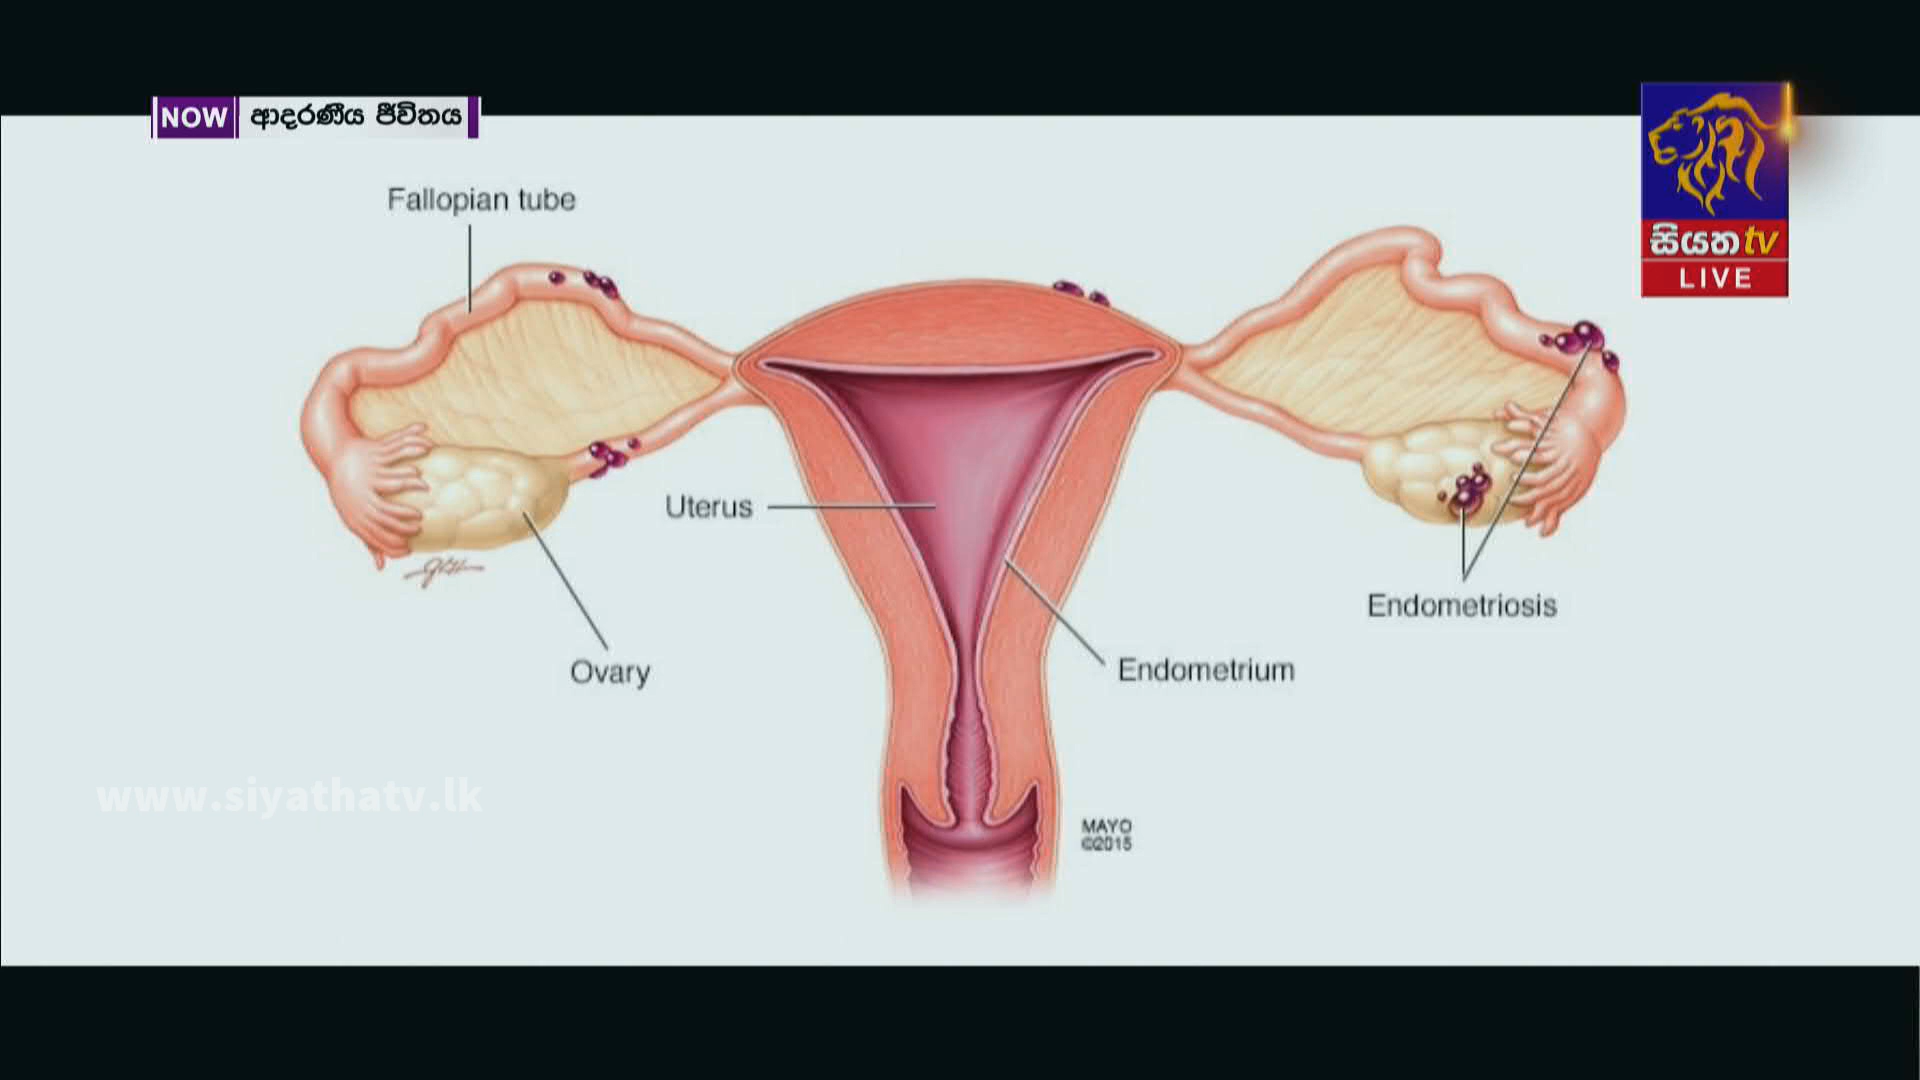 NOW ආදරණීය ජීවිතය
සියත tv
LIVE
Fallopian tube
Uterus
Endometriosis
Ovary
Endometrium
www.siyathatv.lk
MAYO
©2015